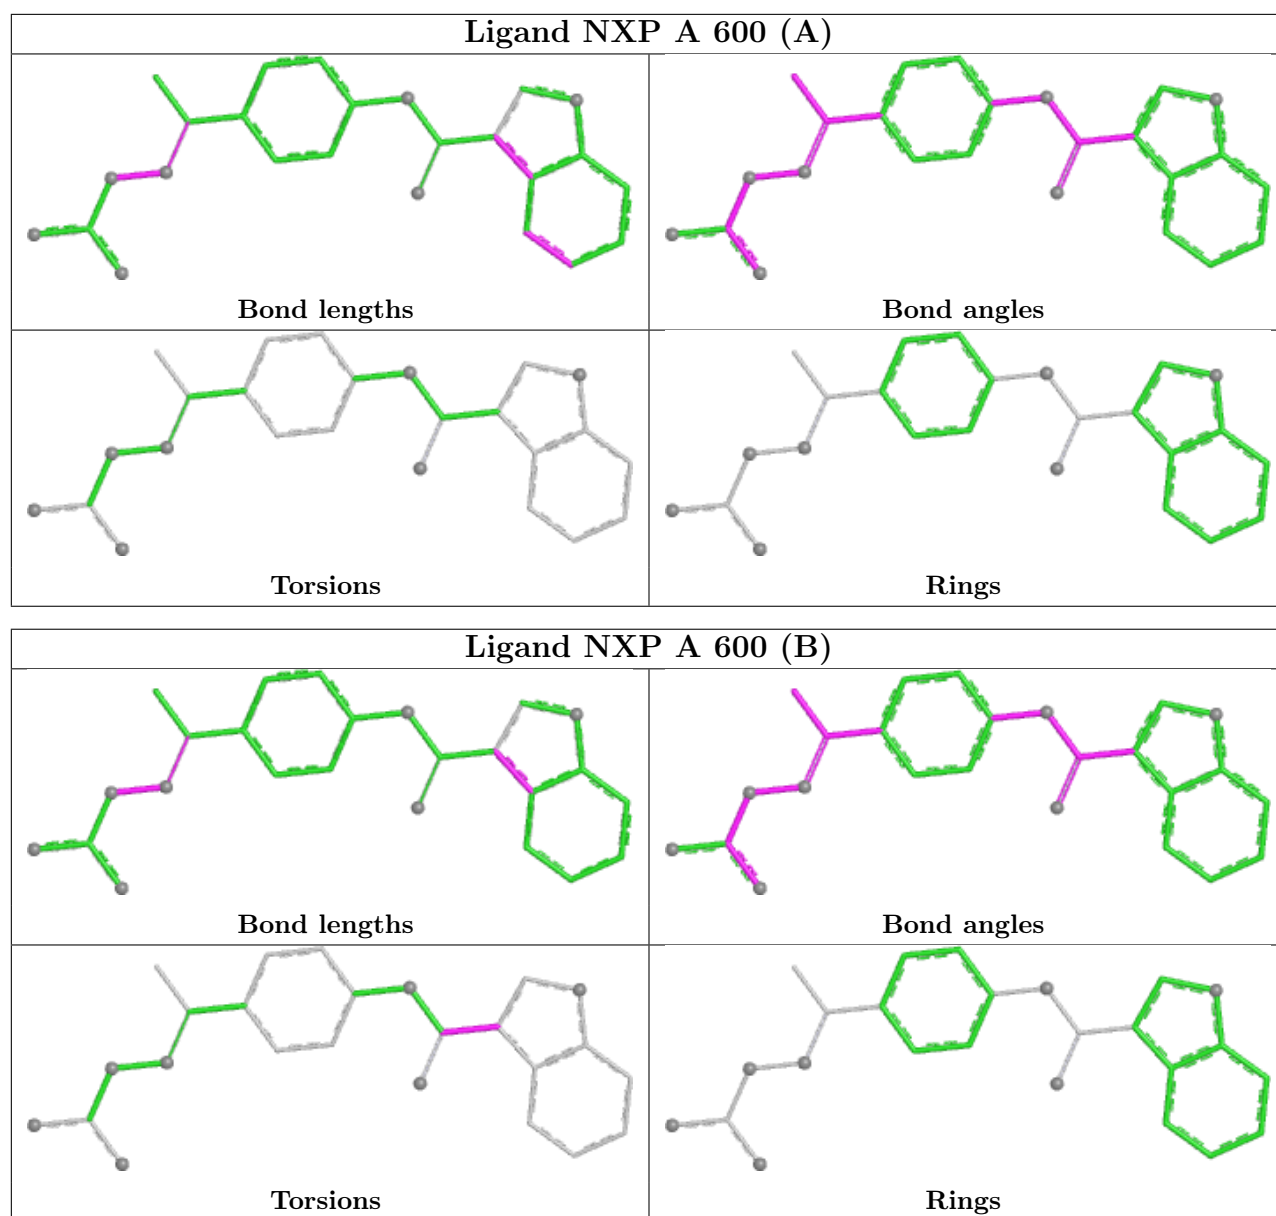 Ligand NXP A 600 (A)
Bond lengths
Bond angles
Torsions
Rings
Ligand NXP A 600 (B)
Bond lengths
Bond angles
Torsions
Rings